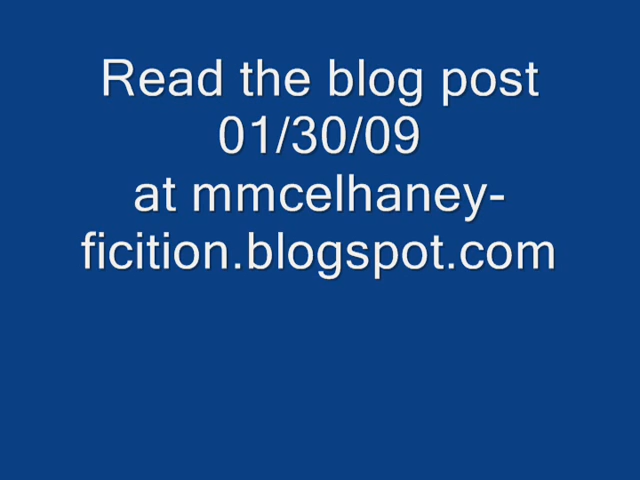 Read the blog post
01/30/09
at mmcelhaney-
ficition.blogspot.com